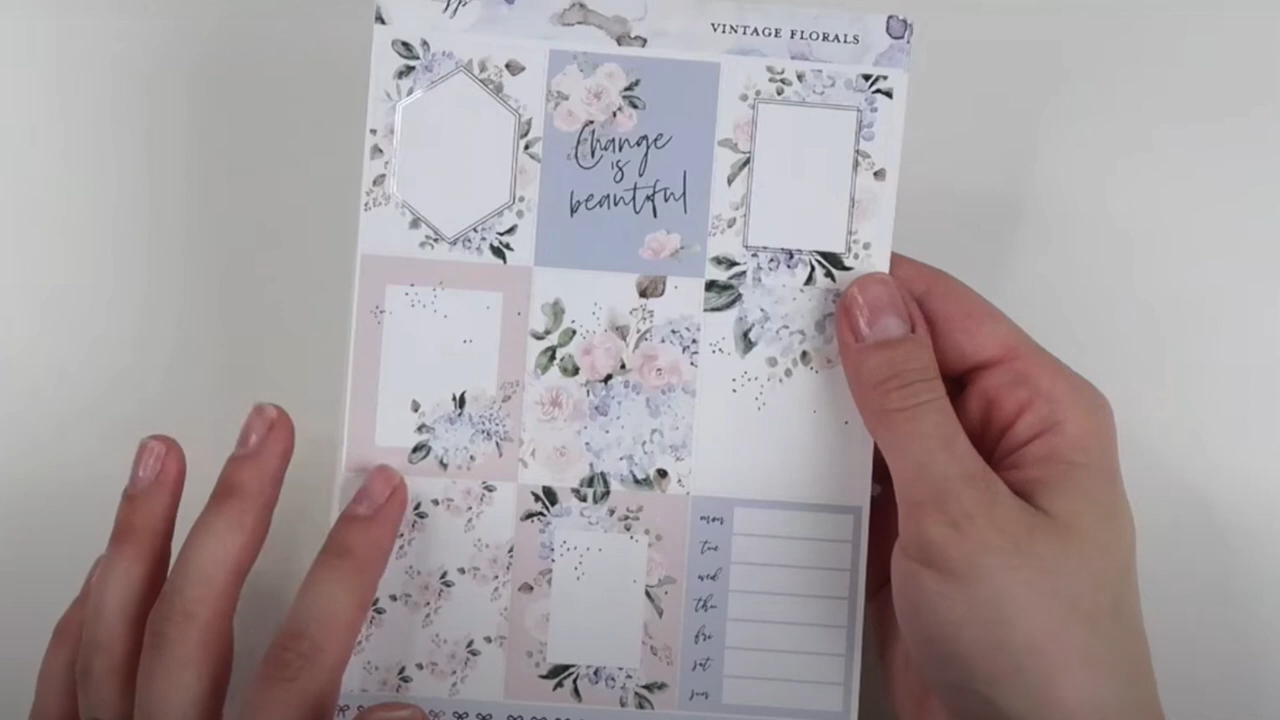 VINTAGE FLORALS
Change
is
beautiful
mon
tue
wed
thu
fri
sat
sun